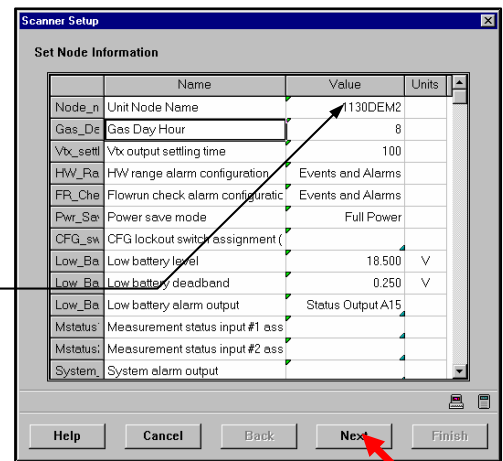 Scanner Setup
Set Node Information
Name Value Units
Node_n Unit Node Name 1130DEM2
Gas_Da Gas Day Hour 8
Vtx_settl Vtx output settling time 100
HW_Ra HW range alarm configuration Events and Alarms
FR_Che Flowrun check alarm configuratic Events and Alarms
Pwr_Sav Power save mode Full Power
CFG_sw CFG lockout switch assignment (
Low_Ba Low battery level 18.500 V
Low_Ba Low battery deadband 0.250 V
Low_Ba Low battery alarm output Status Output A15
Mstatus Measurement status input #1 ass
Mstatus Measurement status input #2 ass
System_ System alarm output
Help Cancel Back Next Finish